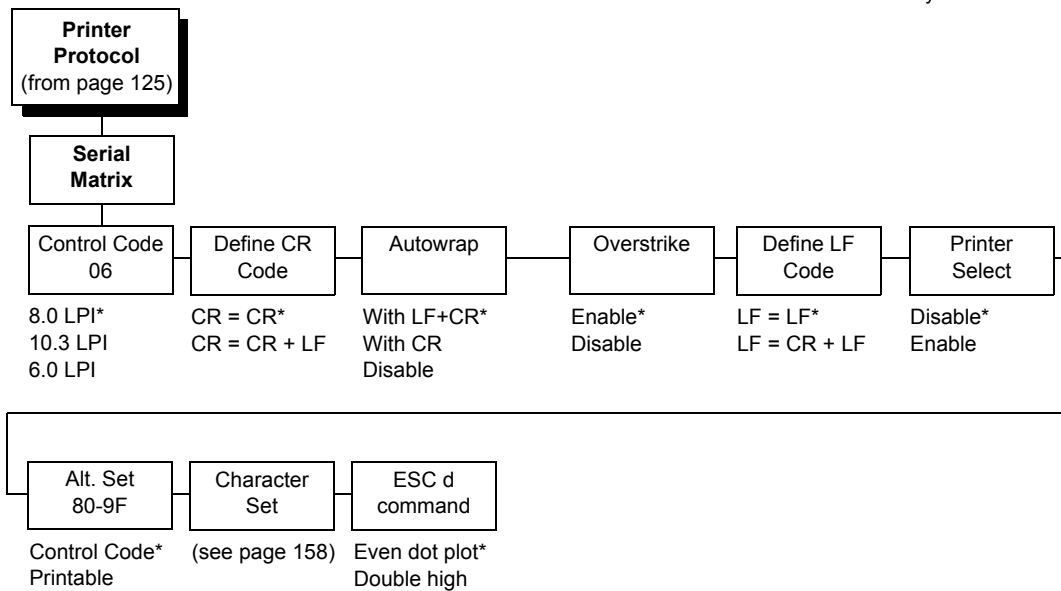 Printer
Protocol
(from page 125)
Serial
Matrix
Control Code
06
8.0 LPI*
10.3 LPI
6.0 LPI
Define CR
Code
CR = CR*
CR = CR + LF
Autowrap
With LF+CR*
With CR
Disable
Overstrike
Enable*
Disable
Define LF
Code
LF = LF*
LF = CR + LF
Printer
Select
Disable*
Enable
Alt. Set
80-9F
Control Code*
Printable
Character
Set
(see page 158)
ESC d
command
Even dot plot*
Double high